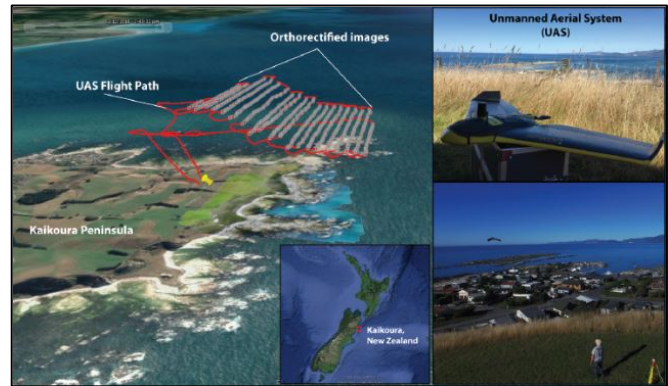 Orthorectified images
UAS Flight Path
Kaikoura Peninsula
Kaikoura,
New Zealand
Unmanned Aerial System
(UAS)